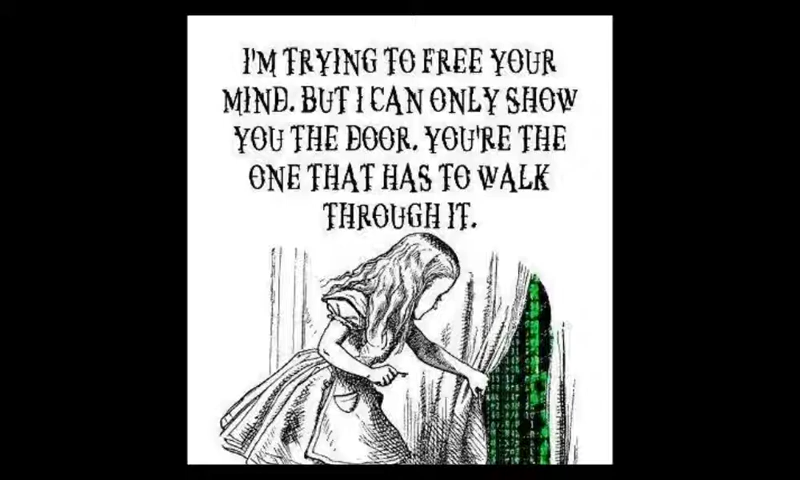 I'M TRYING TO FREE YOUR
MIND. BUT I CAN ONLY SHOW
YOU THE DOOR. YOU'RE THE
ONE THAT HAS TO WALK
THROUGH IT.